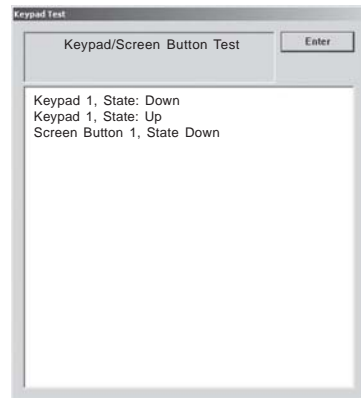 Keypad Test
Keypad/Screen Button Test
Enter
Keypad 1, State: Down
Keypad 1, State: Up
Screen Button 1, State Down